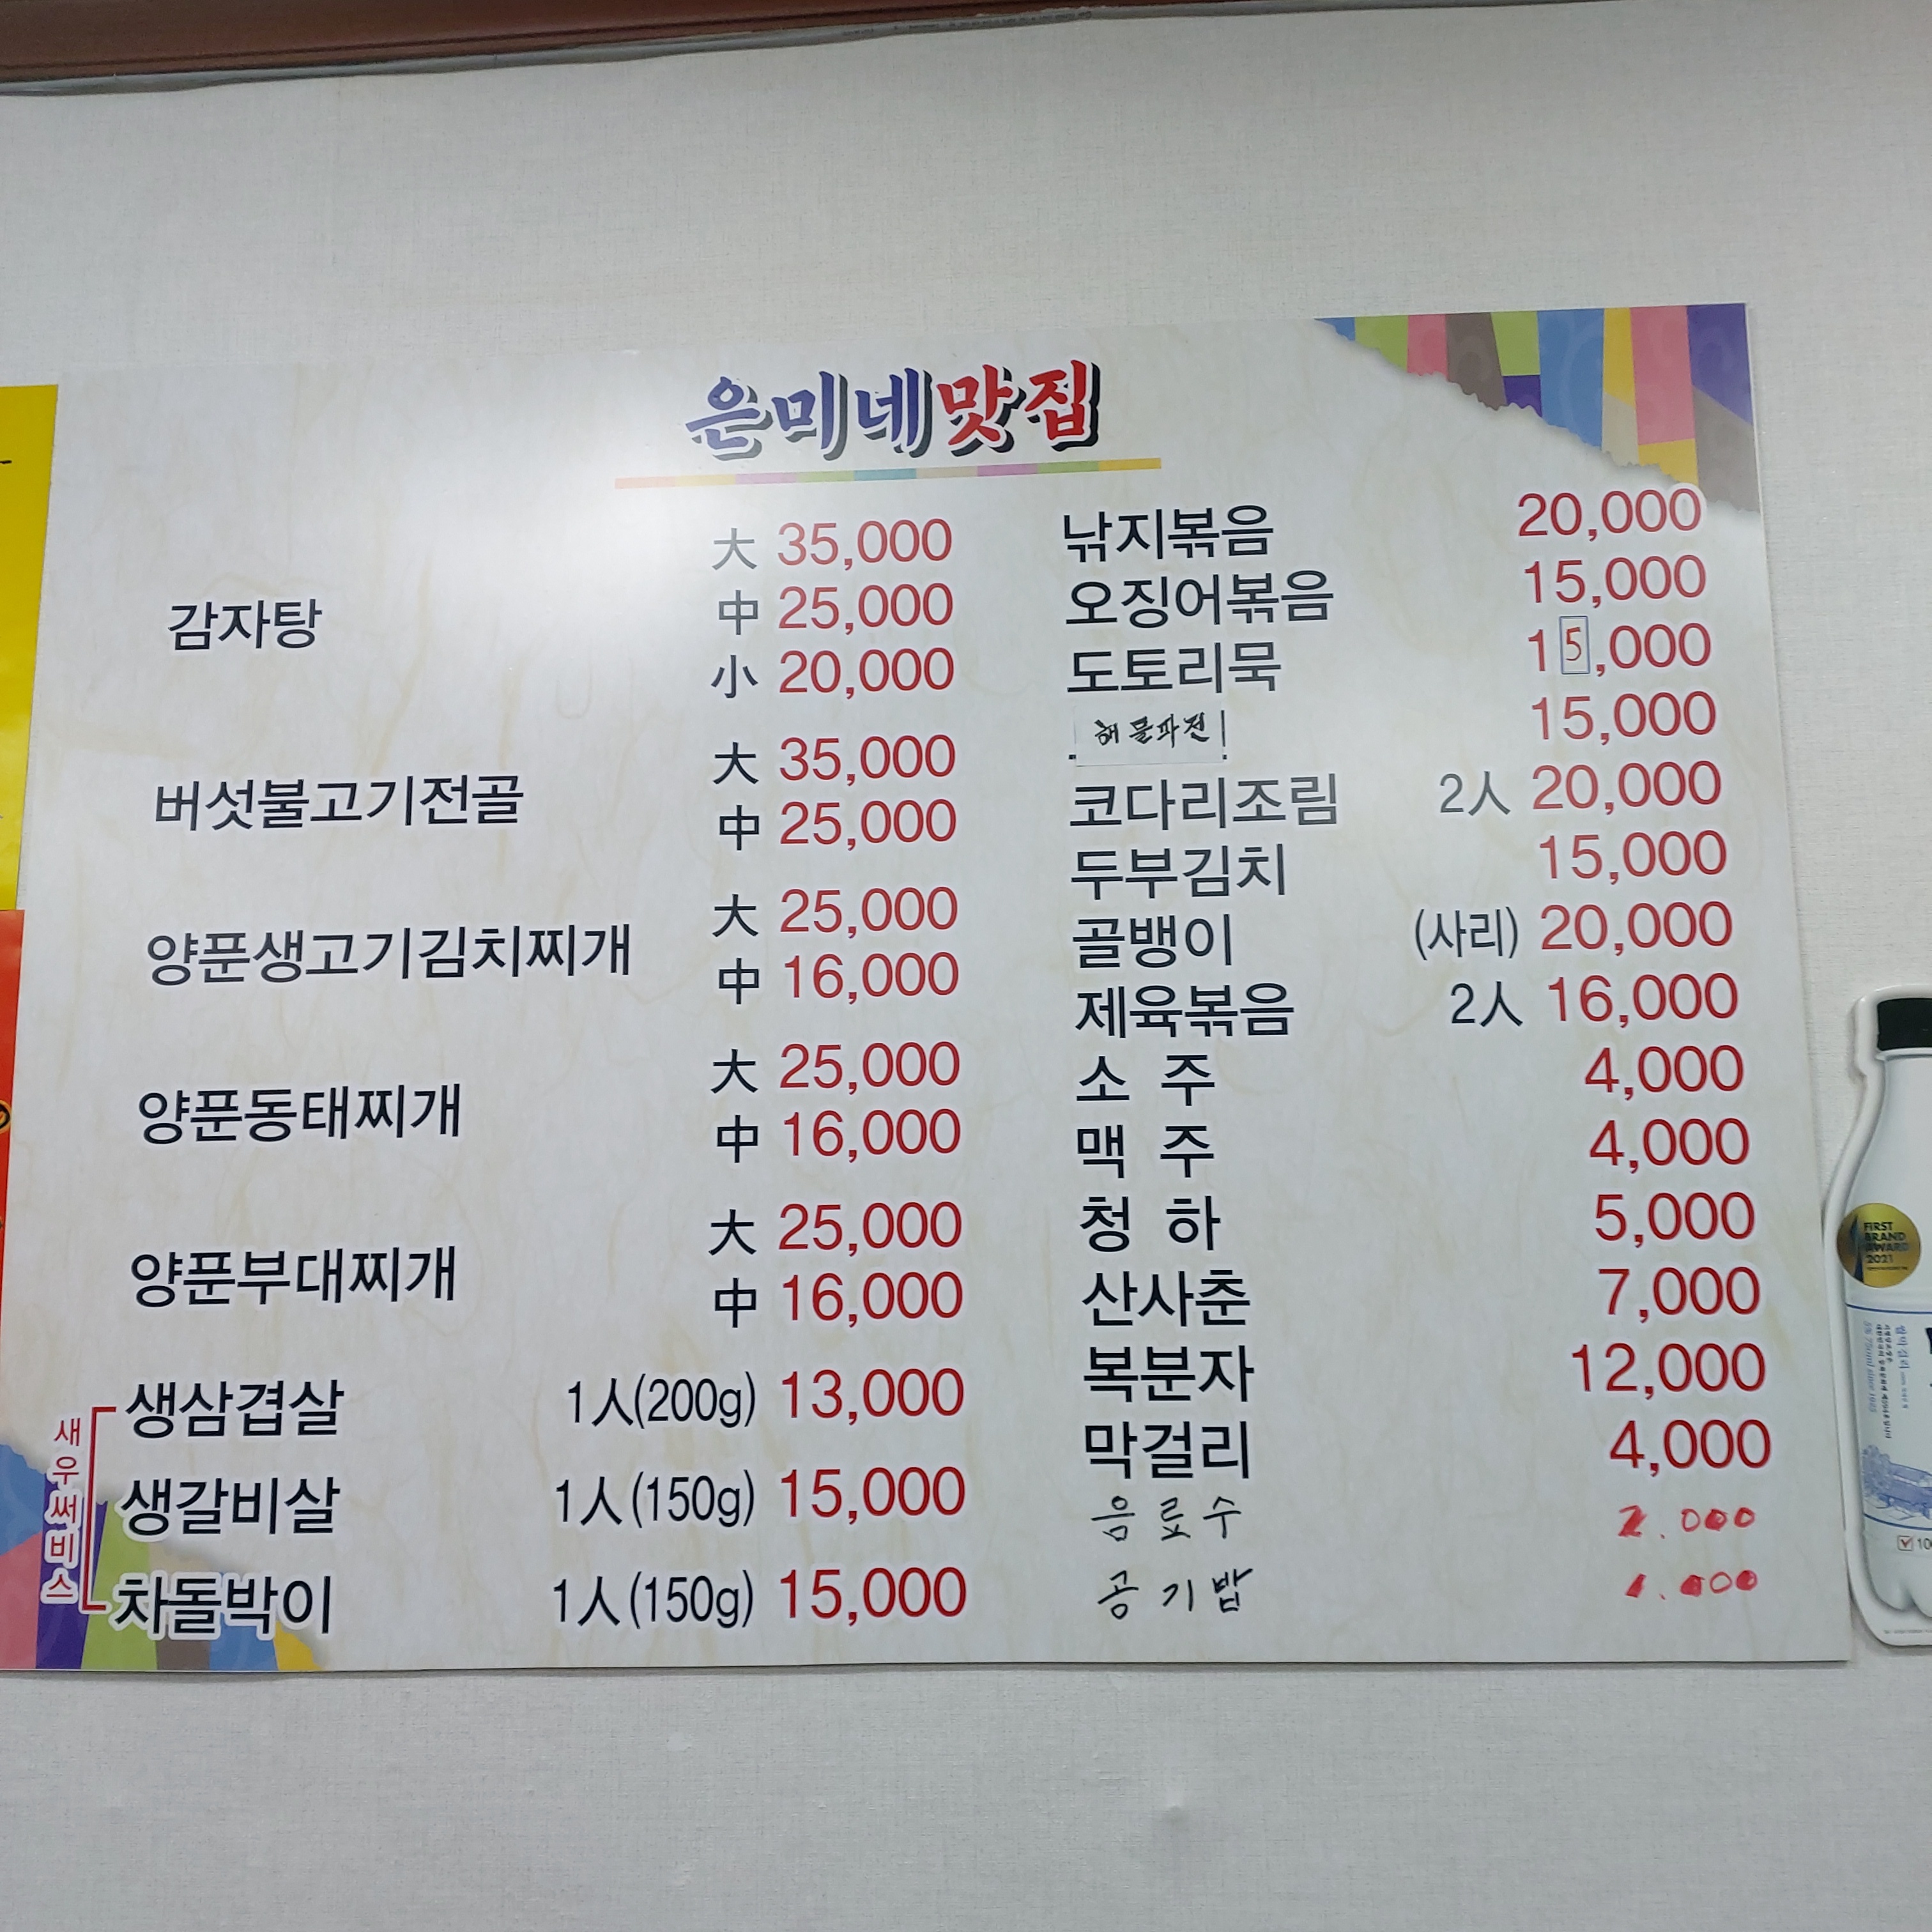 은미네맛집
감자탕
大 35,000
中 25,000
小 20,000
버섯불고기전골
大 35,000
中 25,000
양푼생고기김치찌개
大 25,000
中 16,000
양푼동태찌개
大 25,000
中 16,000
양푼부대찌개
大 25,000
中 16,000
새우써비스
생삼겹살 1人(200g) 13,000
생갈비살 1人(150g) 15,000
차돌박이 1人(150g) 15,000
낚지볶음 20,000
오징어볶음 15,000
도토리묵 15,000
해물파전 15,000
코다리조림 2人 20,000
두부김치 15,000
골뱅이 (사리) 20,000
제육볶음 2人 16,000
소 주 4,000
맥 주 4,000
청 하 5,000
산사춘 7,000
복분자 12,000
막걸리 4,000
음료수 2.000
공기밥 1.000
FIRST
BRAND
AWARD
2021